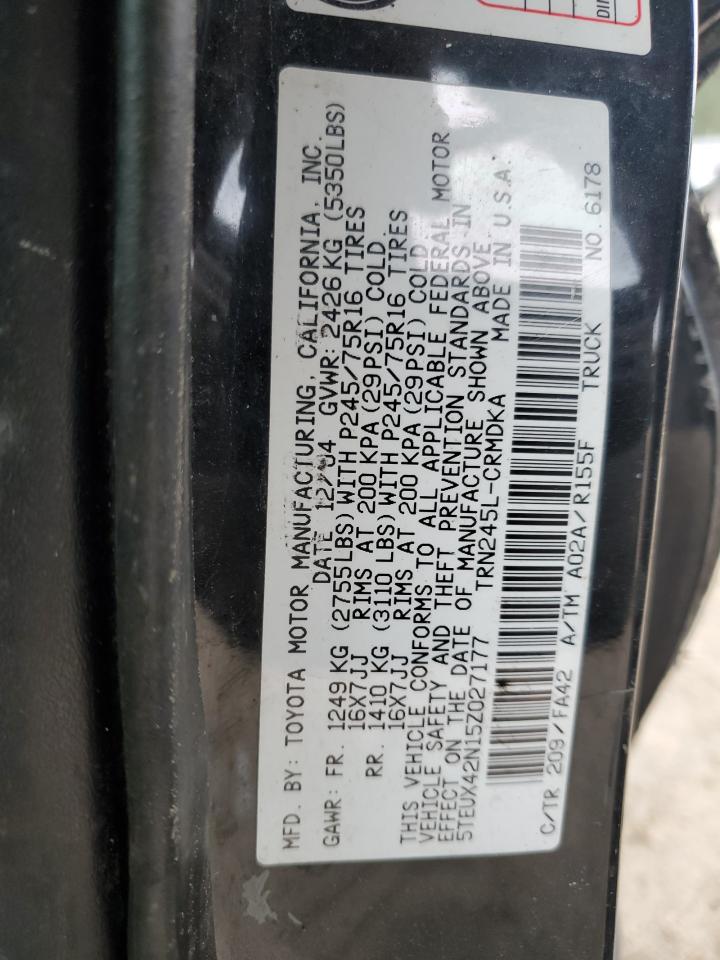 MFD. BY: TOYOTA MOTOR MANUFACTURING, CALIFORNIA, INC.
DATE 12/04 GVWR: 2426 KG (5350LBS)
GAWR: FR. 1249 KG (2755LBS) WITH P245/75R16 TIRES
16X7JJ RIMS AT 200 KPA (29PSI) COLD
RR. 1410 KG (3110 LBS) WITH P245/75R16 TIRES
16X7JJ RIMS AT 200 KPA (29PSI) COLD
THIS VEHICLE CONFORMS TO ALL APPLICABLE FEDERAL MOTOR
VEHICLE SAFETY AND THEFT PREVENTION STANDARDS IN
EFFECT ON THE DATE OF MANUFACTURE SHOWN ABOVE
5TEUX42N15Z027177 TRN245L-CRMDKA MADE IN U.S.A.
C/TR 209/FA42 A/TM A02A/R155F TRUCK NO. 6178